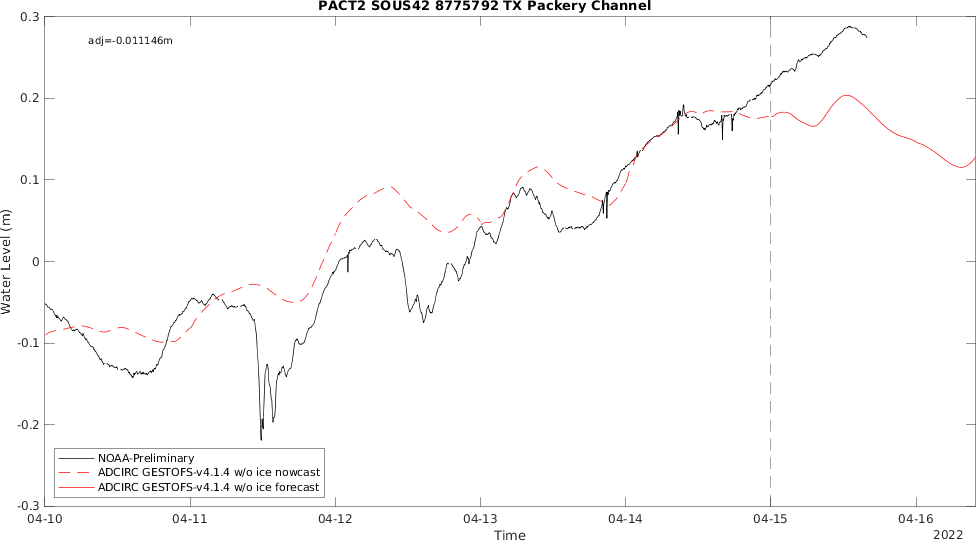 PACT2 SOUS42 8775792 TX Packery Channel
adj=-0.011146m
0.3
0.2
0.1
0
-0.1
-0.2
-0.3
Water Level (m)
NOAA-Preliminary
ADCIRC GESTOFS-v4.1.4 w/o ice nowcast
ADCIRC GESTOFS-v4.1.4 w/o ice forecast
04-10 04-11 04-12 04-13 04-14 04-15 04-16
Time
2022